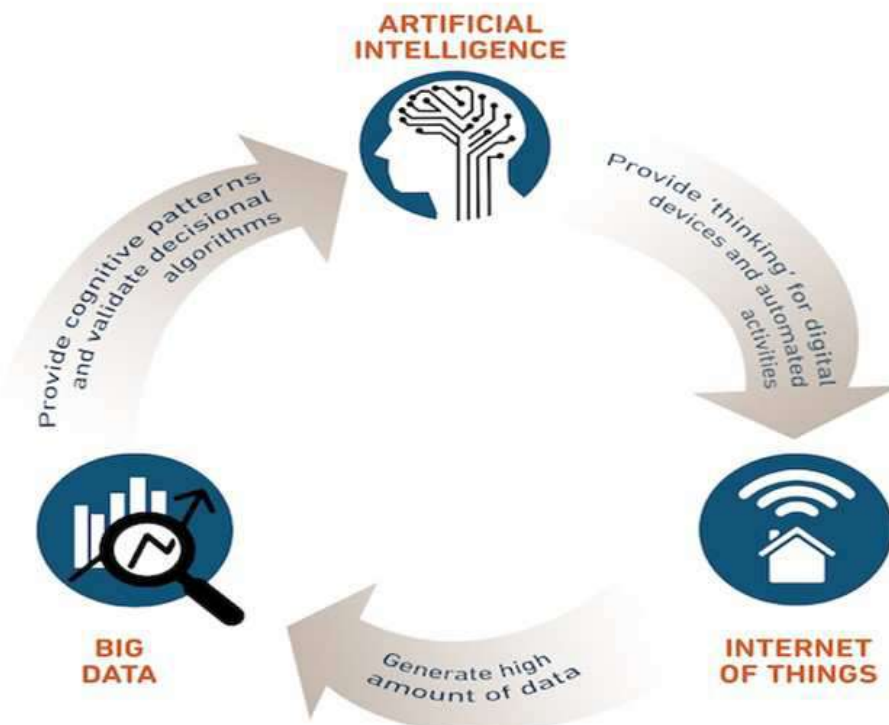 ARTIFICIAL
INTELLIGENCE
Provide 'thinking' for digital
devices and automated
activities
INTERNET
OF THINGS
Generate high
amount of data
BIG
DATA
Provide cognitive patterns
and validate decisional
algorithms